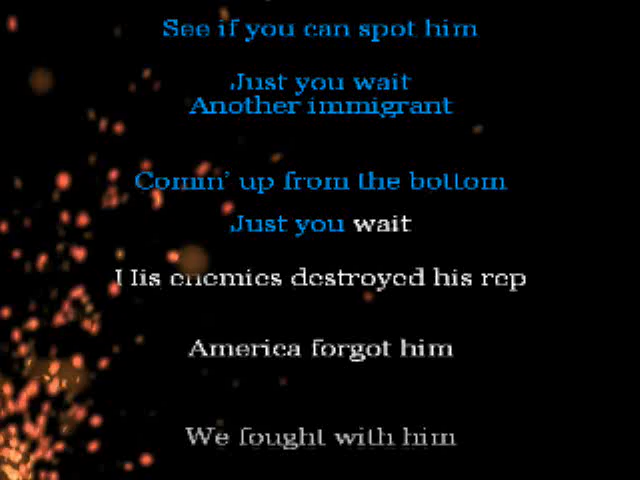 See if you can spot him
Just you wait
Another immigrant
Comin' up from the bottom
Just you wait
His enemies destroyed his rep
America forgot him
We fought with him